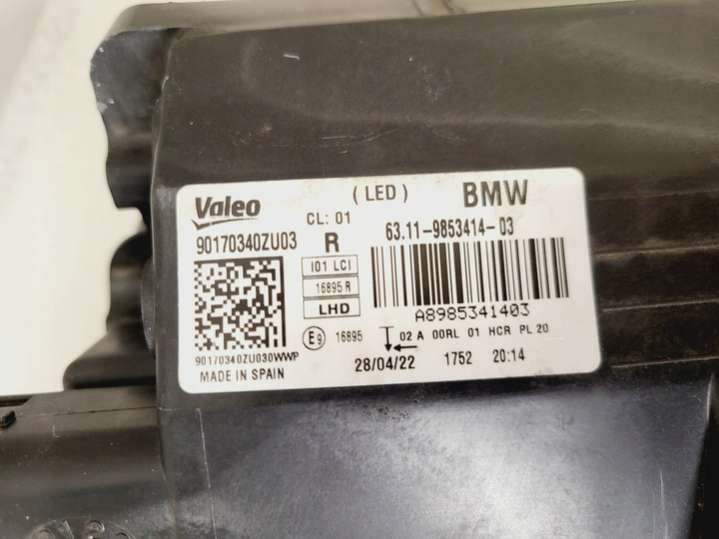 ( LED )
BMW
Valeo
CL: 01
63.11-9853414-03
90170340ZU03
R
I01 LCI
16895 R
LHD
A8985341403
E9 16895
02 A 00RL 01 HCR PL 20
90170340ZU030WWP
MADE IN SPAIN
28/04/22 1752 20:14